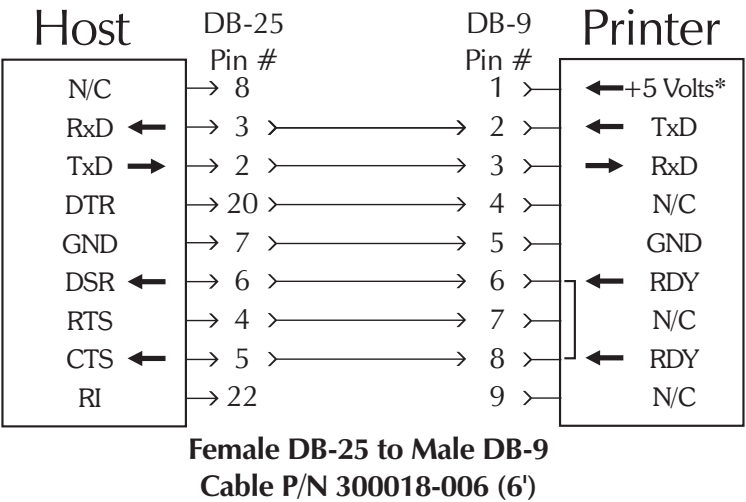 Host DB-25 DB-9 Printer
Pin # Pin #
N/C 8 1 +5 Volts*
RxD 3 2 TxD
TxD 2 3 RxD
DTR 20 4 N/C
GND 7 5 GND
DSR 6 6 RDY
RTS 4 7 N/C
CTS 5 8 RDY
RI 22 9 N/C
Female DB-25 to Male DB-9
Cable P/N 300018-006 (6')